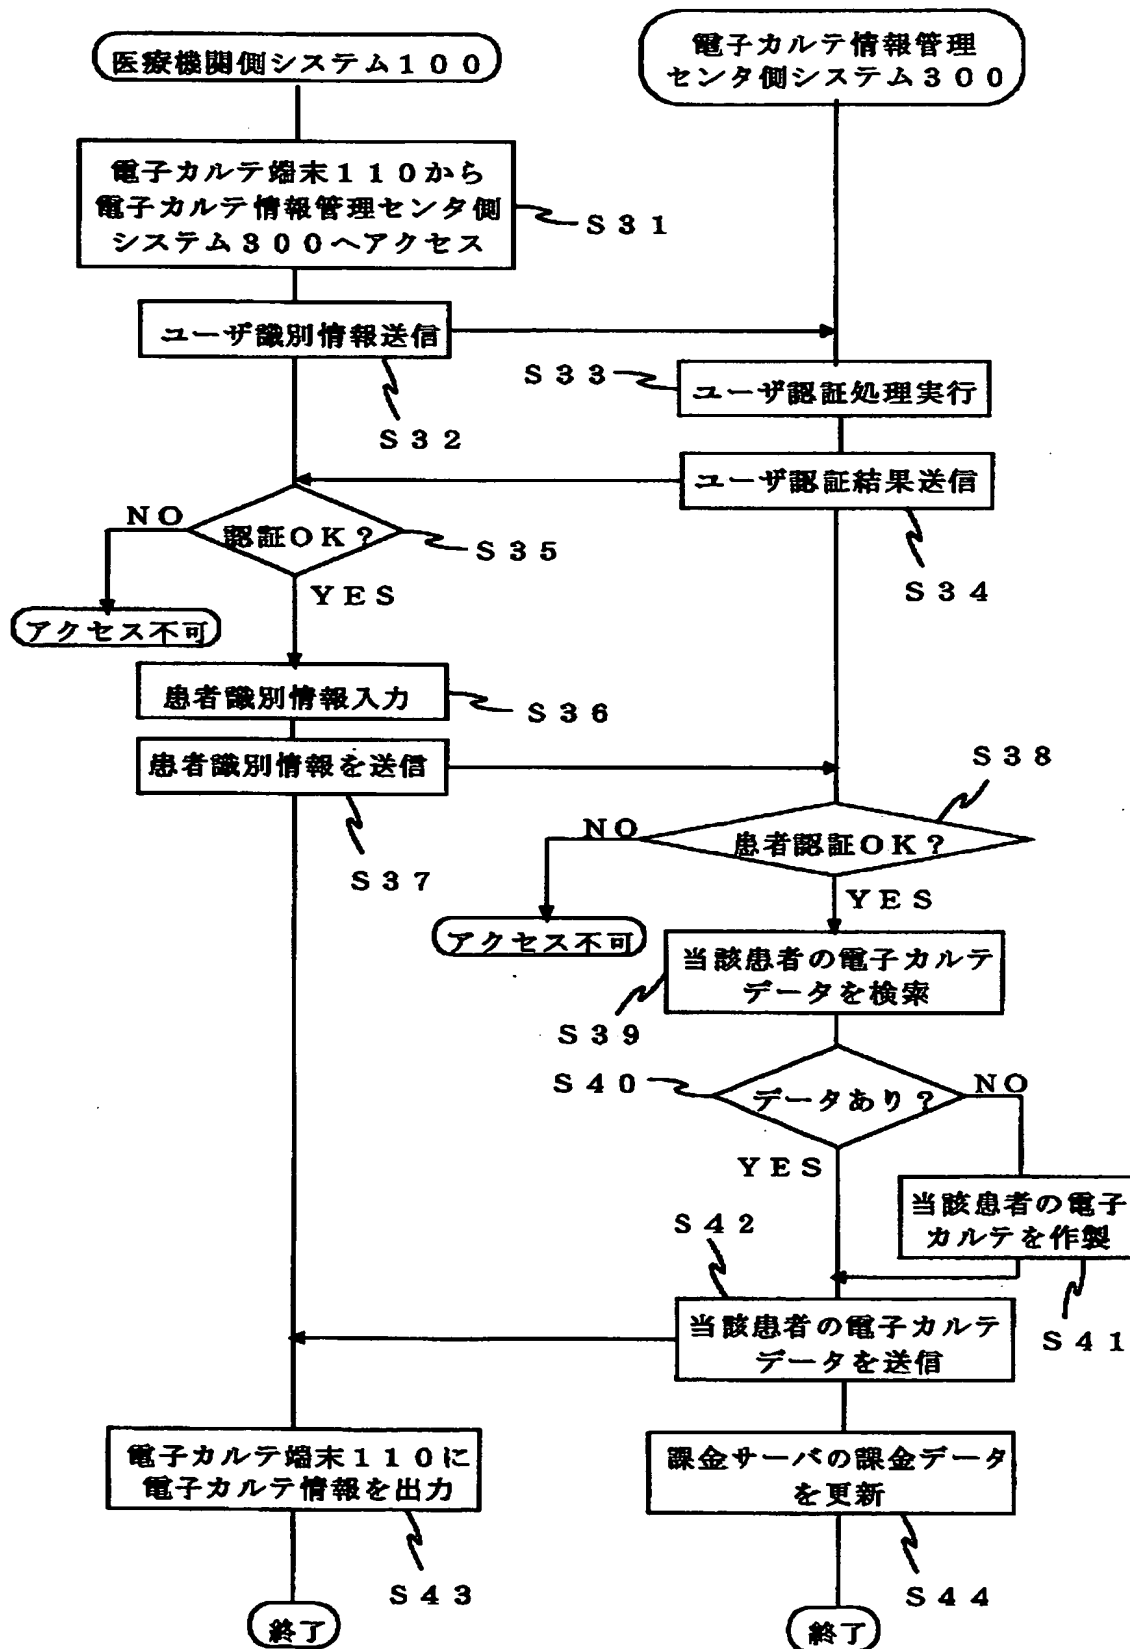 医療機関側システム１００
電子カルテ情報管理
センタ側システム３００
電子カルテ端末１１０から
電子カルテ情報管理センタ側
システム３００へアクセス
Ｓ３１
ユーザ識別情報送信
Ｓ３２
Ｓ３３
ユーザ認証処理実行
ユーザ認証結果送信
Ｓ３４
ＮＯ
認証ＯＫ？
Ｓ３５
ＹＥＳ
アクセス不可
患者識別情報入力
Ｓ３６
患者識別情報を送信
Ｓ３７
Ｓ３８
ＮＯ
患者認証ＯＫ？
ＹＥＳ
アクセス不可
当該患者の電子カルテ
データを検索
Ｓ３９
Ｓ４０
データあり？
ＮＯ
ＹＥＳ
当該患者の電子
カルテを作製
Ｓ４１
Ｓ４２
当該患者の電子カルテ
データを送信
電子カルテ端末１１０に
電子カルテ情報を出力
Ｓ４３
課金サーバの課金データ
を更新
Ｓ４４
終了
終了